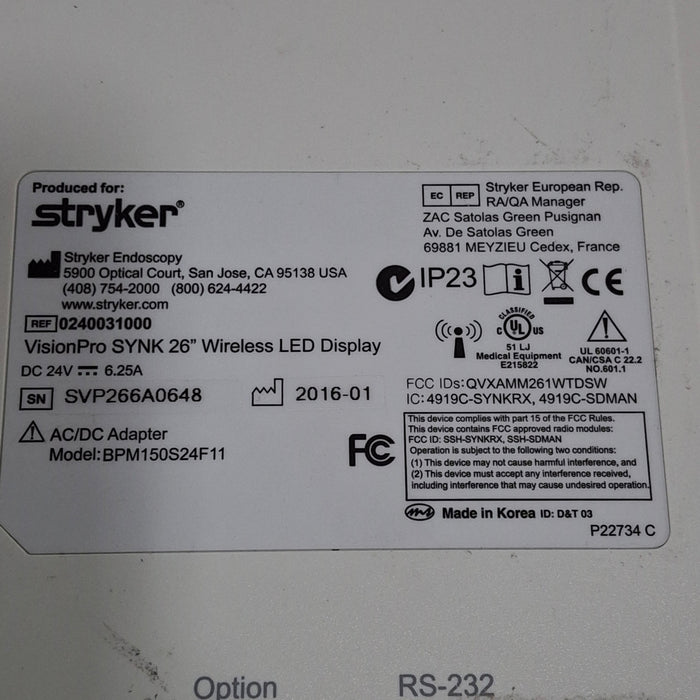 Produced for:
stryker®
Stryker Endoscopy
5900 Optical Court, San Jose, CA 95138 USA
(408) 754-2000 (800) 624-4422
www.stryker.com
REF 0240031000
VisionPro SYNK 26" Wireless LED Display
DC 24V 6.25A
SN SVP266A0648
2016-01
AC/DC Adapter
Model:BPM150S24F11
EC REP Stryker European Rep.
RA/QA Manager
ZAC Satolas Green Pusignan
Av. De Satolas Green
69881 MEYZIEU Cedex, France
IP23 CE
CLASSIFIED
C UL US
51 LJ
Medical Equipment
E215822
UL 60601-1
CAN/CSA C 22.2
NO.601.1
FCC IDs: QVXAMM261WTDSW
IC: 4919C-SYNKRX, 4919C-SDMAN
FC
This device complies with part 15 of the FCC Rules.
This device contains FCC approved radio modules:
FCC ID: SSH-SYNKRX, SSH-SDMAN
Operation is subject to the following two conditions:
(1) This device may not cause harmful interference, and
(2) This device must accept any interference received,
including interference that may cause undesired operation.
Made in Korea ID: D&T 03
P22734 C
Option
RS-232